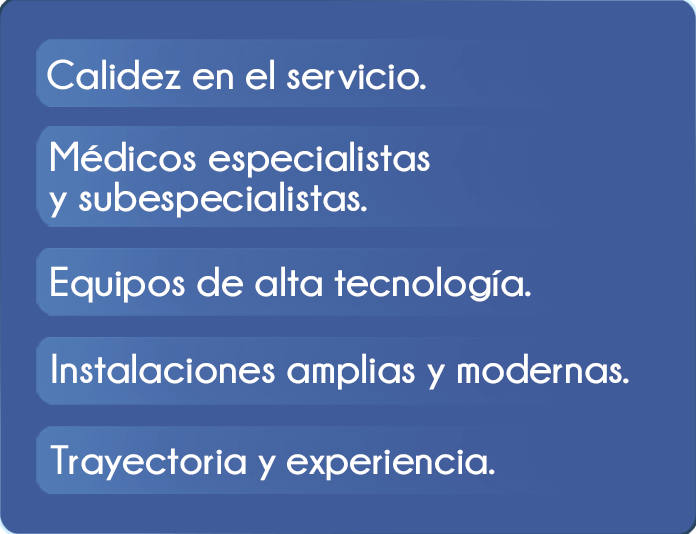 Calidez en el servicio.
Médicos especialistas
y subespecialistas.
Equipos de alta tecnología.
Instalaciones amplias y modernas.
Trayectoria y experiencia.